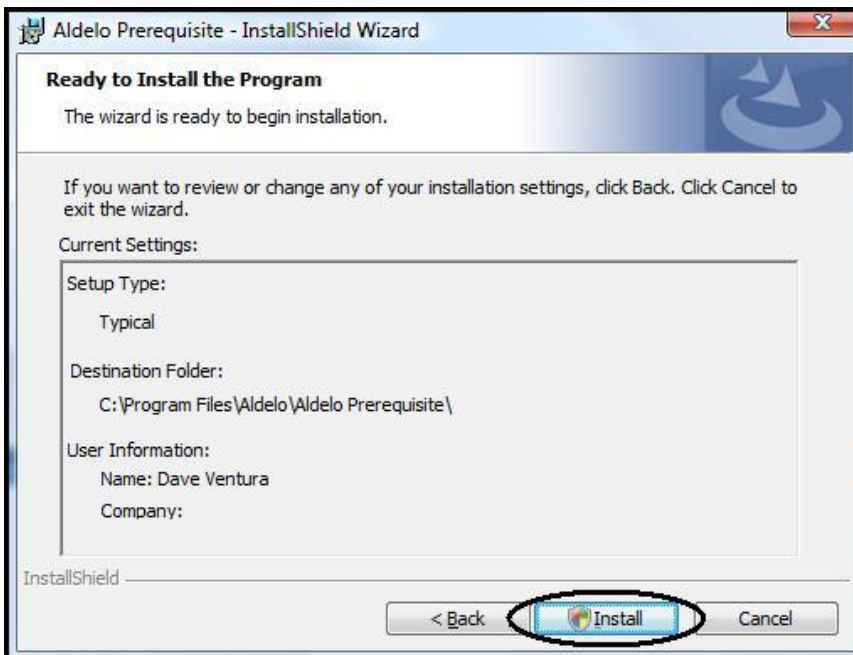 Aldelo Prerequisite - InstallShield Wizard
Ready to Install the Program
The wizard is ready to begin installation.
If you want to review or change any of your installation settings, click Back. Click Cancel to
exit the wizard.
Current Settings:
Setup Type:
Typical
Destination Folder:
C:\Program Files\Aldelo\Aldelo Prerequisite\
User Information:
Name: Dave Ventura
Company:
InstallShield
< Back Install Cancel